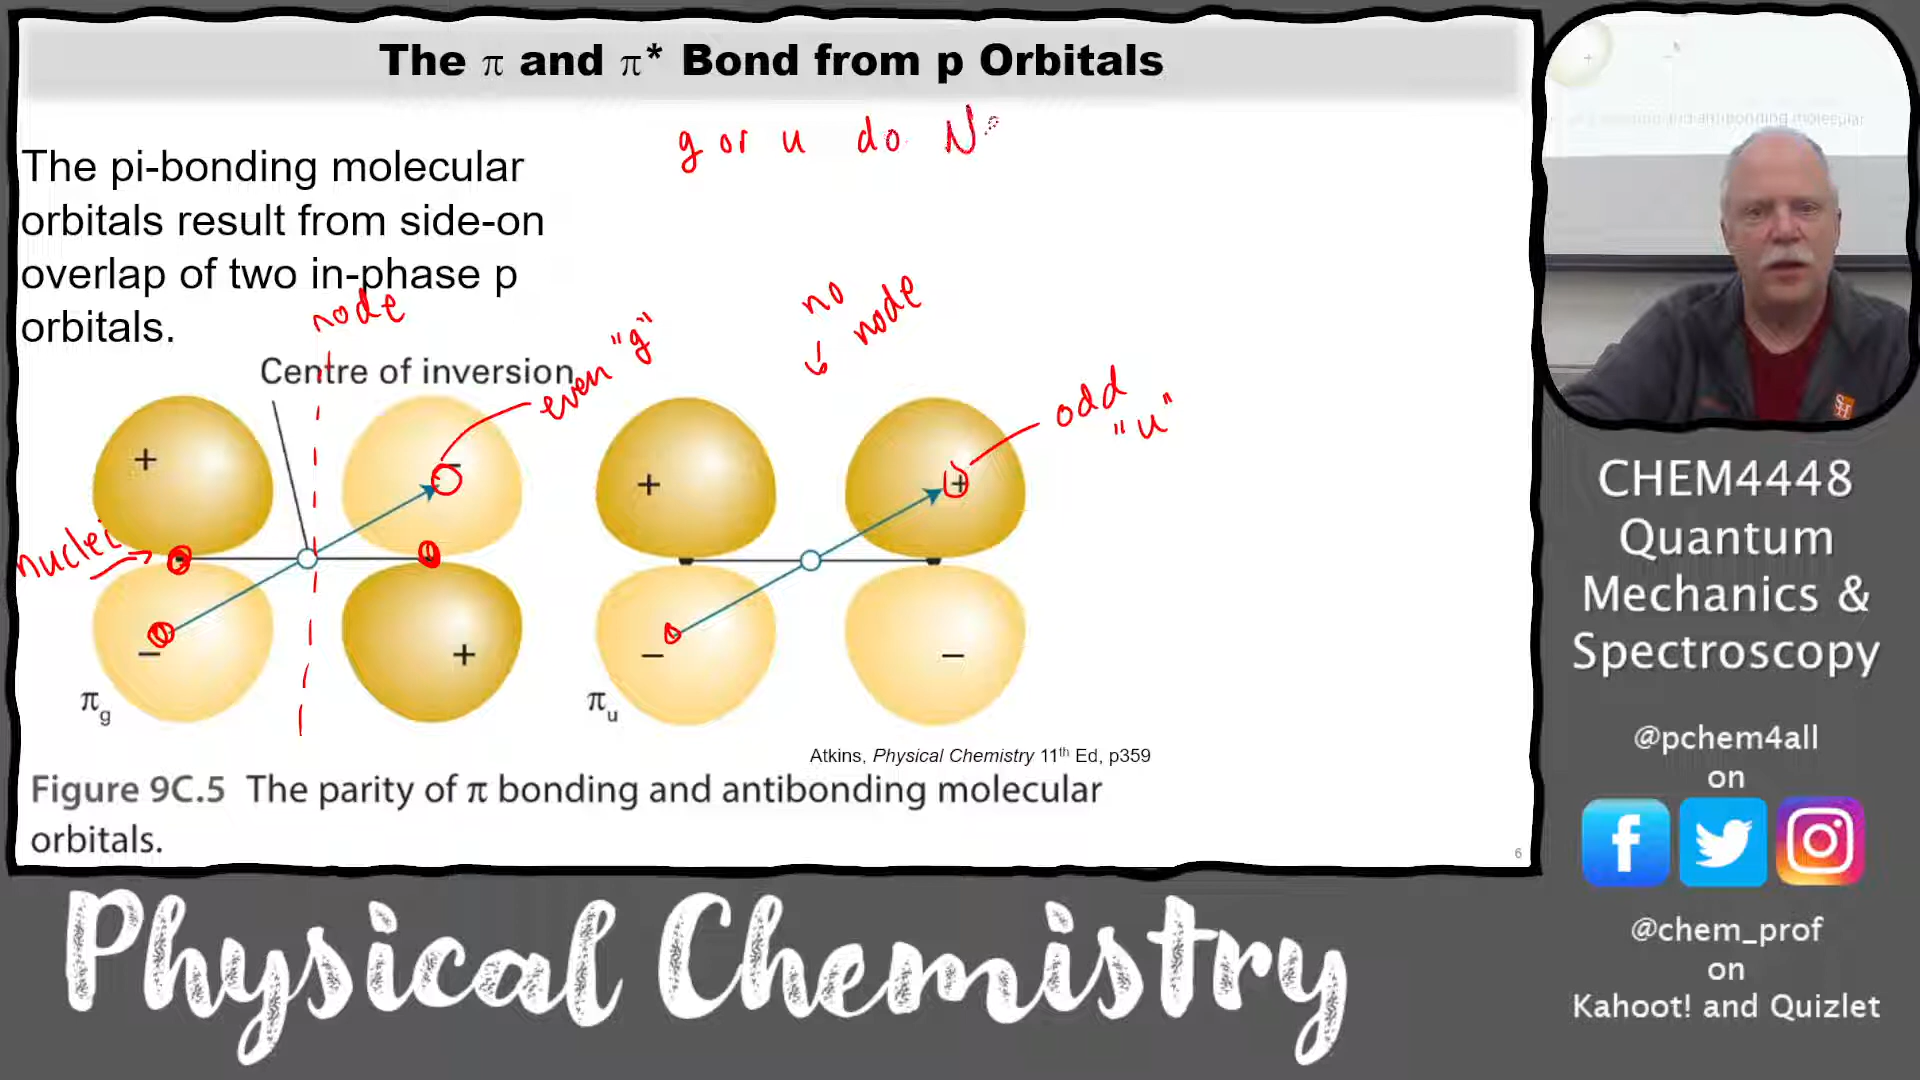 The π and π* Bond from p Orbitals
g or u do No
The pi-bonding molecular
orbitals result from side-on
overlap of two in-phase p
orbitals.
node
even "g"
no
node
odd
"u"
Centre of inversion
+
−
+
+
nuclei
−
+
−
−
πg
πu
Atkins, Physical Chemistry 11th Ed, p359
Figure 9C.5 The parity of π bonding and antibonding molecular
orbitals.
6
CHEM4448
Quantum
Mechanics &
Spectroscopy
@pchem4all
on
f
@chem_prof
on
Kahoot! and Quizlet
Physical Chemistry